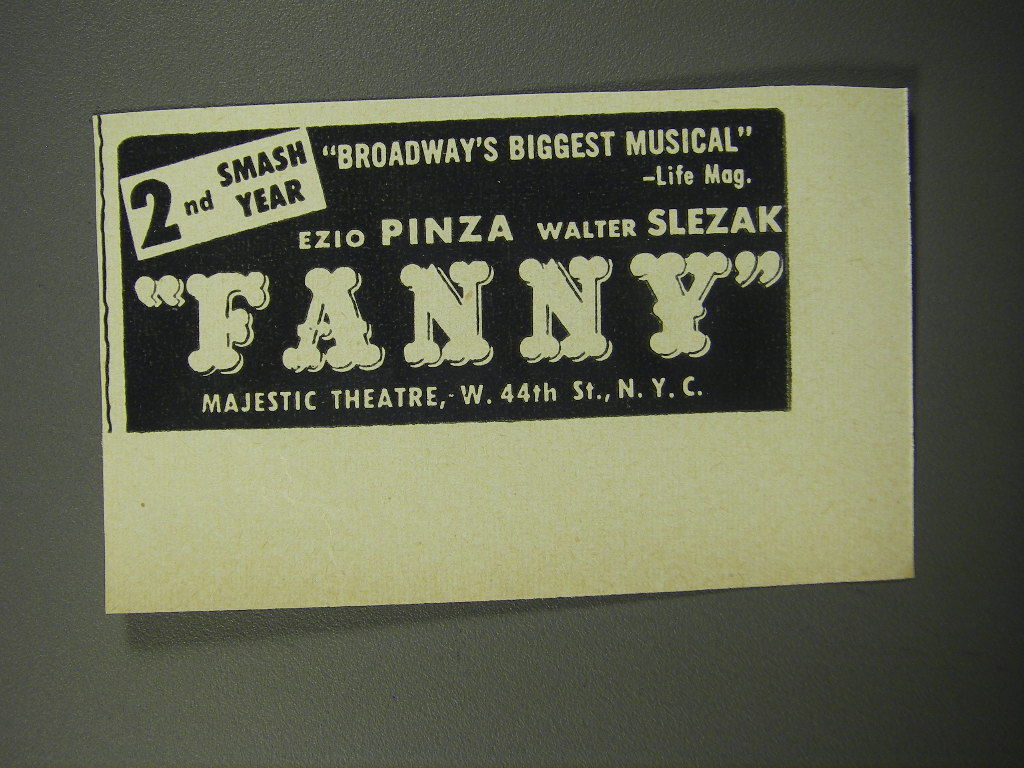 2nd SMASH YEAR
"BROADWAY'S BIGGEST MUSICAL"
–Life Mag.
EZIO PINZA WALTER SLEZAK
"FANNY"
MAJESTIC THEATRE,- W. 44th St., N. Y. C.